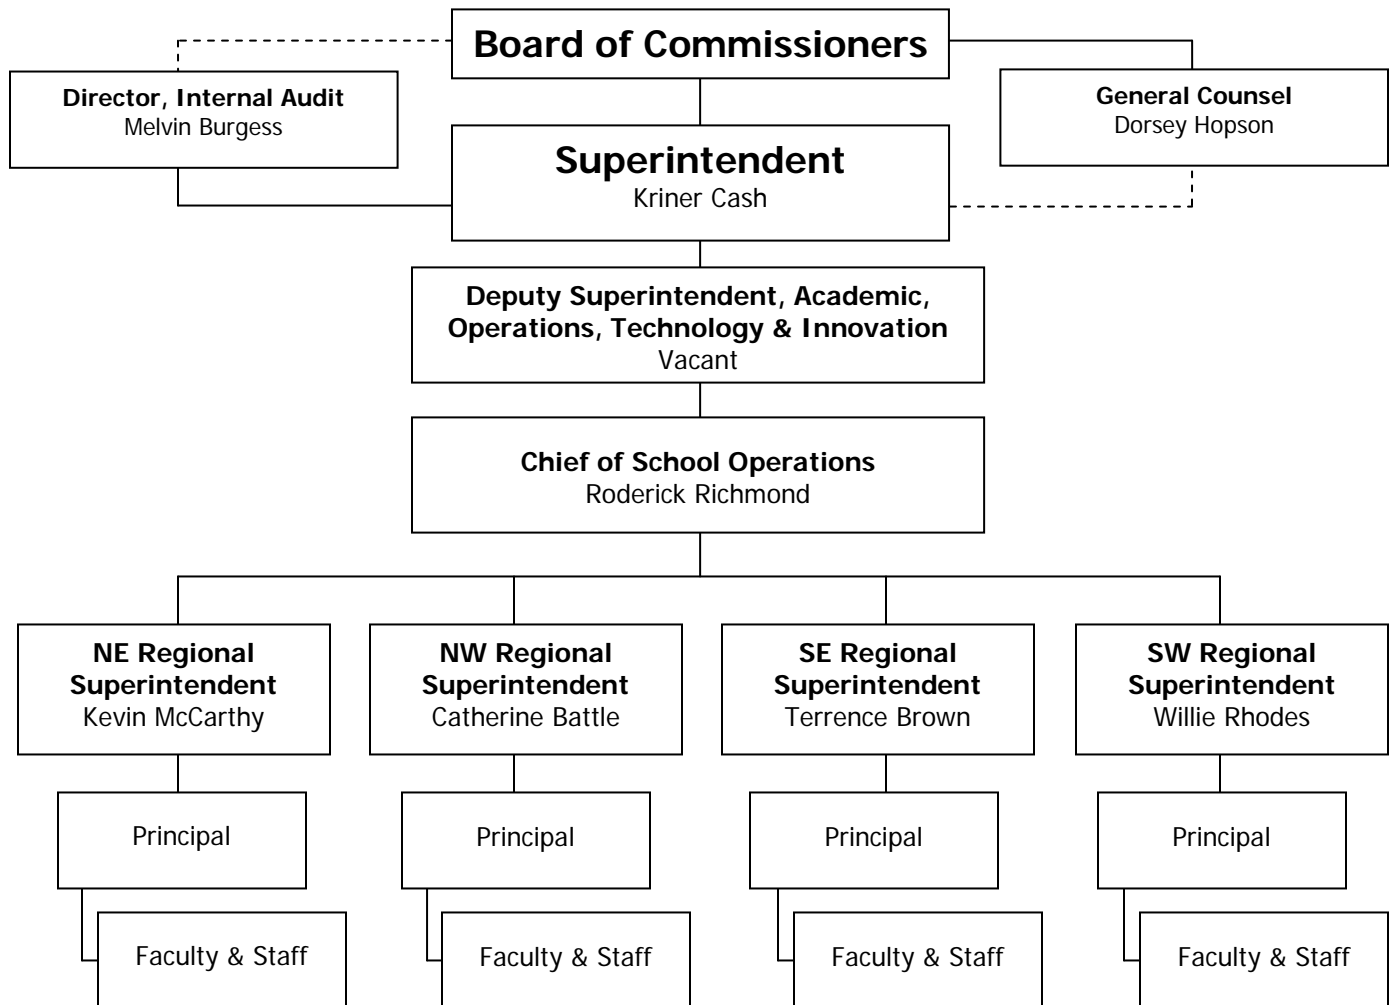 Board of Commissioners
Director, Internal Audit
Melvin Burgess
General Counsel
Dorsey Hopson
Superintendent
Kriner Cash
Deputy Superintendent, Academic,
Operations, Technology & Innovation
Vacant
Chief of School Operations
Roderick Richmond
NE Regional
Superintendent
Kevin McCarthy
NW Regional
Superintendent
Catherine Battle
SE Regional
Superintendent
Terrence Brown
SW Regional
Superintendent
Willie Rhodes
Principal
Principal
Principal
Principal
Faculty & Staff
Faculty & Staff
Faculty & Staff
Faculty & Staff